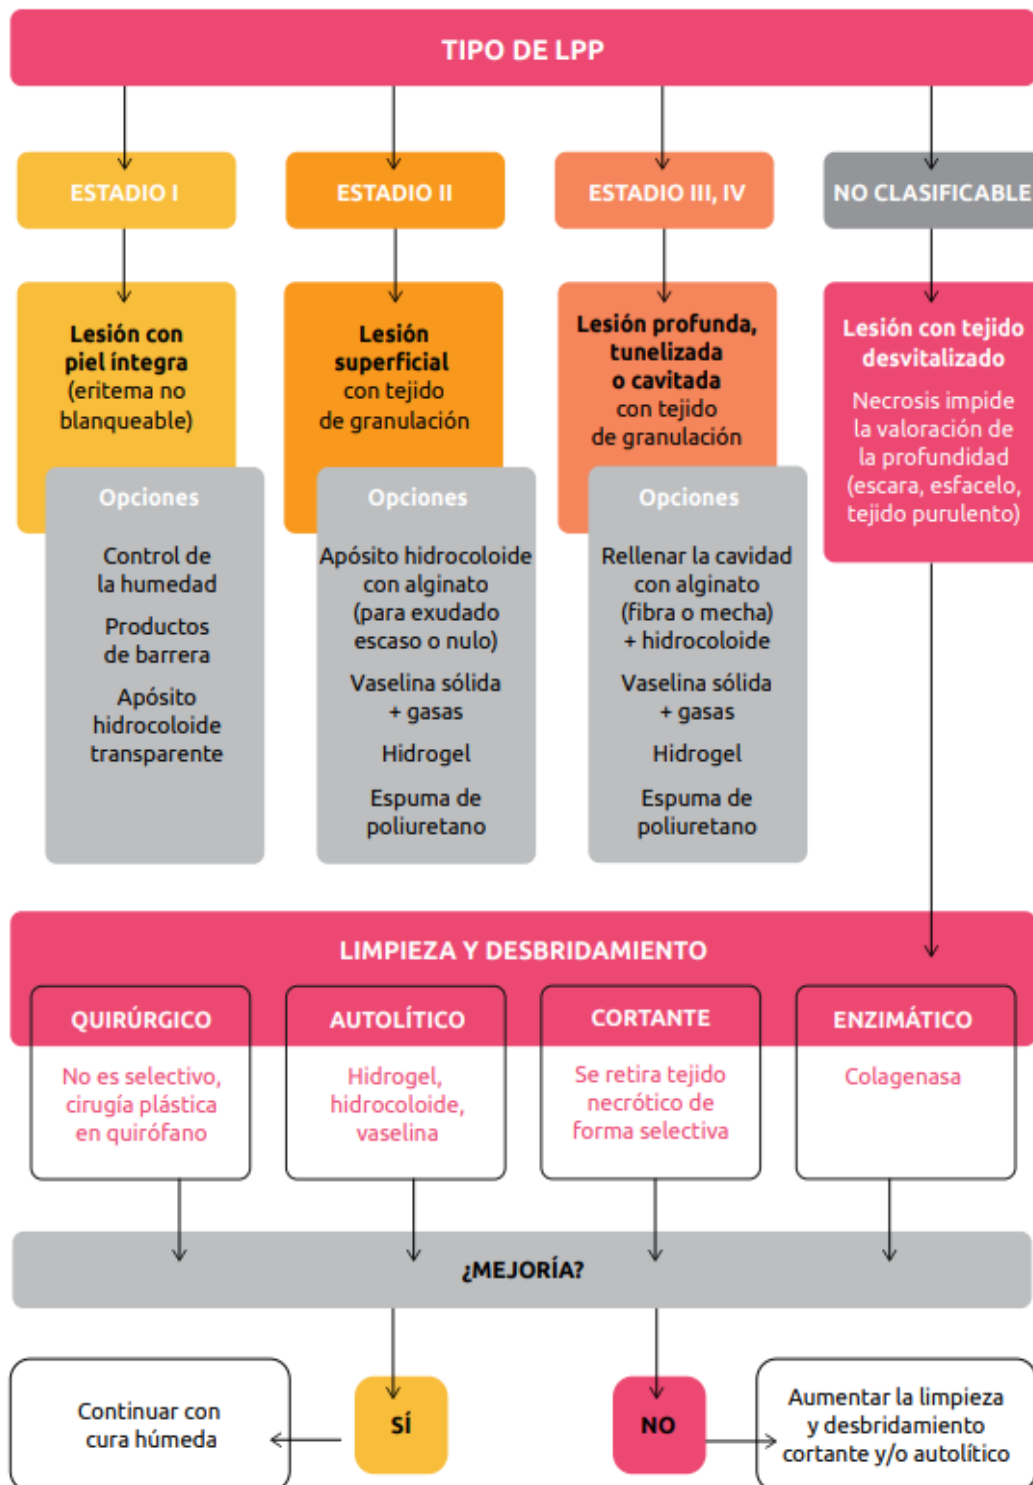 TIPO DE LPP
ESTADIO I
Lesión con
piel íntegra
(eritema no
blanqueable)
Opciones
Control de
la humedad
Productos
de barrera
Apósito
hidrocoloide
transparente
ESTADIO II
Lesión
superficial
con tejido
de granulación
Opciones
Apósito hidrocoloide
con alginato
(para exudado
escaso o nulo)
Vaselina sólida
+ gasas
Hidrogel
Espuma de
poliuretano
ESTADIO III, IV
Lesión profunda,
tunelizada
o cavitada
con tejido
de granulación
Opciones
Rellenar la cavidad
con alginato
(fibra o mecha)
+ hidrocoloide
Vaselina sólida
+ gasas
Hidrogel
Espuma de
poliuretano
NO CLASIFICABLE
Lesión con tejido
desvitalizado
Necrosis impide
la valoración de
la profundidad
(escara, esfacelo,
tejido purulento)
LIMPIEZA Y DESBRIDAMIENTO
QUIRÚRGICO
No es selectivo,
cirugía plástica
en quirófano
AUTOLÍTICO
Hidrogel,
hidrocoloide,
vaselina
CORTANTE
Se retira tejido
necrótico de
forma selectiva
ENZIMÁTICO
Colagenasa
¿MEJORÍA?
SÍ
Continuar con
cura húmeda
NO
Aumentar la limpieza
y desbridamiento
cortante y/o autolítico